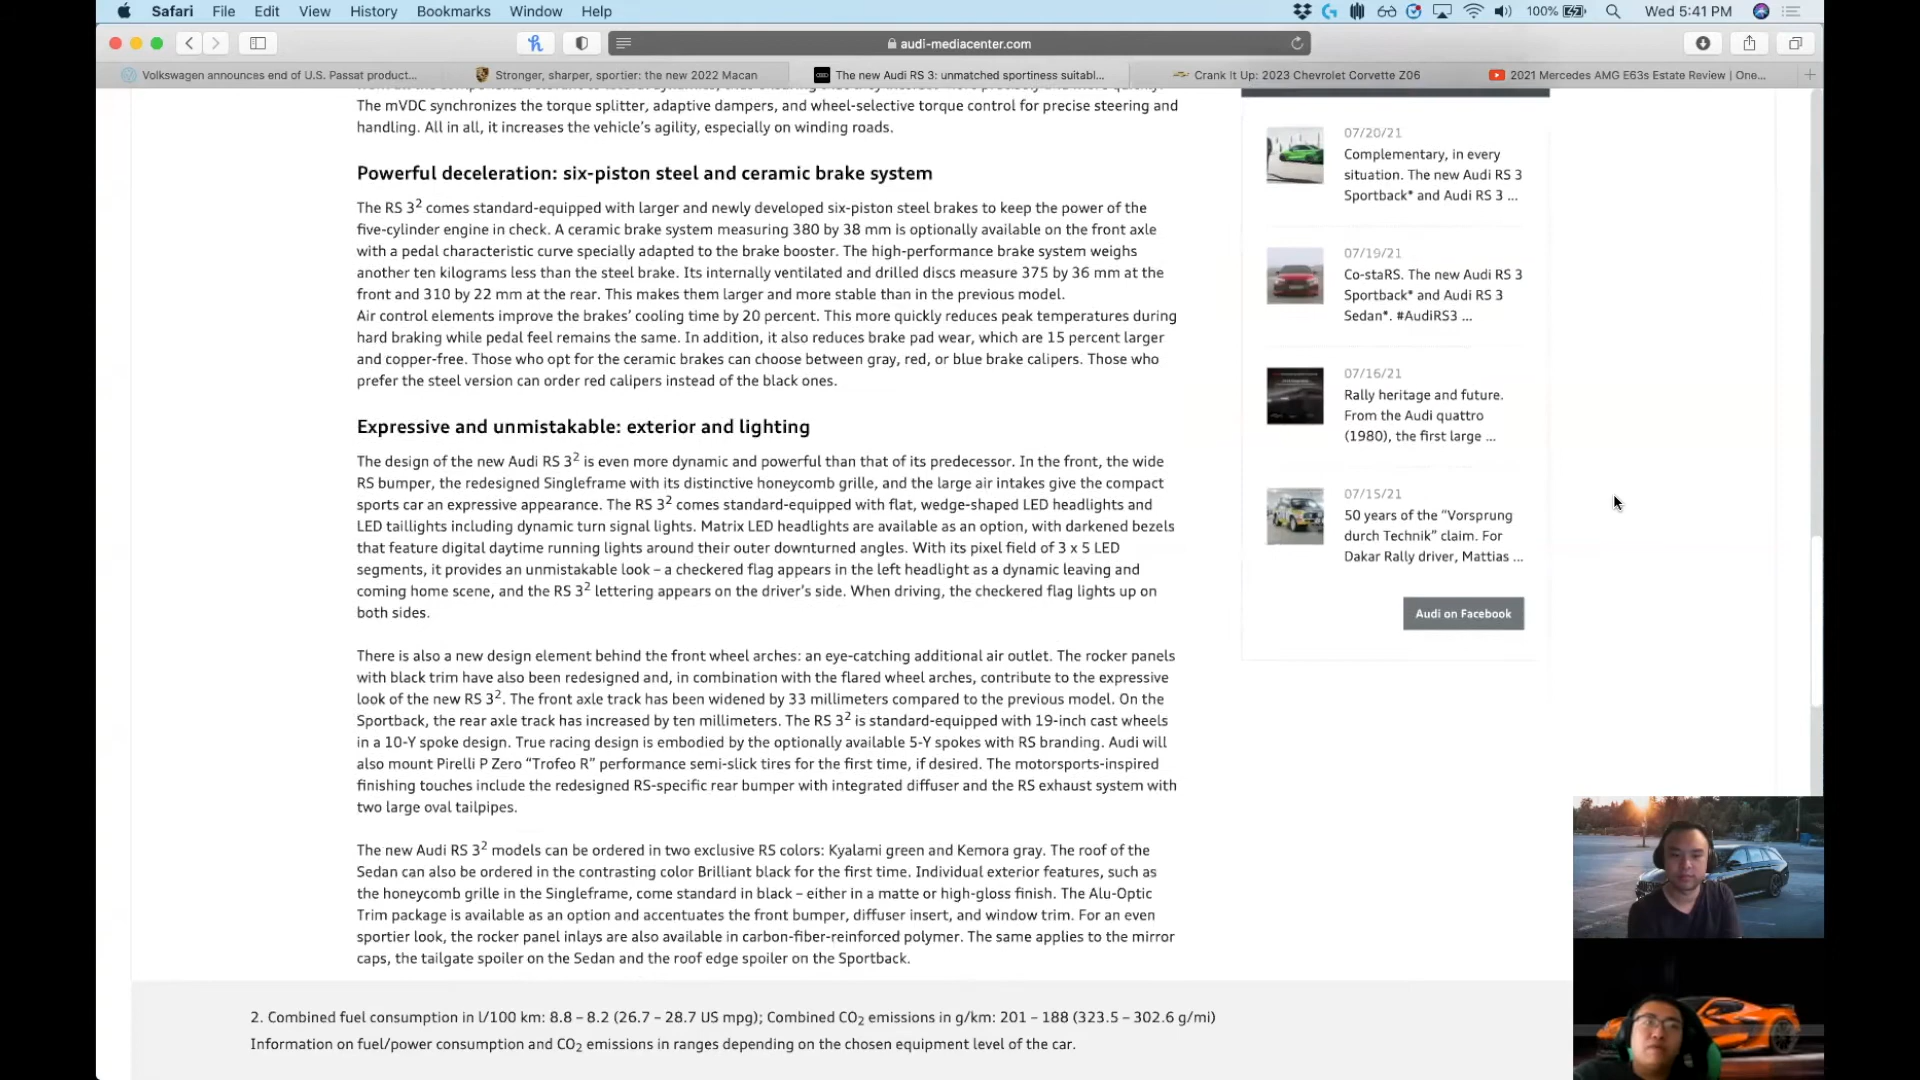 Safari File Edit View History Bookmarks Window Help
100% Wed 5:41 PM
audi-mediacenter.com
Volkswagen announces end of U.S. Passat product...
Stronger, sharper, sportier: the new 2022 Macan
The new Audi RS 3: unmatched sportiness suitabl...
Crank It Up: 2023 Chevrolet Corvette Z06
2021 Mercedes AMG E63s Estate Review | One...
The mVDC synchronizes the torque splitter, adaptive dampers, and wheel-selective torque control for precise steering and
handling. All in all, it increases the vehicle's agility, especially on winding roads.
Powerful deceleration: six-piston steel and ceramic brake system
The RS 3² comes standard-equipped with larger and newly developed six-piston steel brakes to keep the power of the
five-cylinder engine in check. A ceramic brake system measuring 380 by 38 mm is optionally available on the front axle
with a pedal characteristic curve specially adapted to the brake booster. The high-performance brake system weighs
another ten kilograms less than the steel brake. Its internally ventilated and drilled discs measure 375 by 36 mm at the
front and 310 by 22 mm at the rear. This makes them larger and more stable than in the previous model.
Air control elements improve the brakes' cooling time by 20 percent. This more quickly reduces peak temperatures during
hard braking while pedal feel remains the same. In addition, it also reduces brake pad wear, which are 15 percent larger
and copper-free. Those who opt for the ceramic brakes can choose between gray, red, or blue brake calipers. Those who
prefer the steel version can order red calipers instead of the black ones.
Expressive and unmistakable: exterior and lighting
The design of the new Audi RS 3² is even more dynamic and powerful than that of its predecessor. In the front, the wide
RS bumper, the redesigned Singleframe with its distinctive honeycomb grille, and the large air intakes give the compact
sports car an expressive appearance. The RS 3² comes standard-equipped with flat, wedge-shaped LED headlights and
LED taillights including dynamic turn signal lights. Matrix LED headlights are available as an option, with darkened bezels
that feature digital daytime running lights around their outer downturned angles. With its pixel field of 3 x 5 LED
segments, it provides an unmistakable look – a checkered flag appears in the left headlight as a dynamic leaving and
coming home scene, and the RS 3² lettering appears on the driver's side. When driving, the checkered flag lights up on
both sides.
There is also a new design element behind the front wheel arches: an eye-catching additional air outlet. The rocker panels
with black trim have also been redesigned and, in combination with the flared wheel arches, contribute to the expressive
look of the new RS 3². The front axle track has been widened by 33 millimeters compared to the previous model. On the
Sportback, the rear axle track has increased by ten millimeters. The RS 3² is standard-equipped with 19-inch cast wheels
in a 10-Y spoke design. True racing design is embodied by the optionally available 5-Y spokes with RS branding. Audi will
also mount Pirelli P Zero “Trofeo R” performance semi-slick tires for the first time, if desired. The motorsports-inspired
finishing touches include the redesigned RS-specific rear bumper with integrated diffuser and the RS exhaust system with
two large oval tailpipes.
The new Audi RS 3² models can be ordered in two exclusive RS colors: Kyalami green and Kemora gray. The roof of the
Sedan can also be ordered in the contrasting color Brilliant black for the first time. Individual exterior features, such as
the honeycomb grille in the Singleframe, come standard in black – either in a matte or high-gloss finish. The Alu-Optic
Trim package is available as an option and accentuates the front bumper, diffuser insert, and window trim. For an even
sportier look, the rocker panel inlays are also available in carbon-fiber-reinforced polymer. The same applies to the mirror
caps, the tailgate spoiler on the Sedan and the roof edge spoiler on the Sportback.
07/20/21
Complementary, in every
situation. The new Audi RS 3
Sportback* and Audi RS 3 ...
07/19/21
Co-staRS. The new Audi RS 3
Sportback* and Audi RS 3
Sedan*. #AudiRS3 ...
07/16/21
Rally heritage and future.
From the Audi quattro
(1980), the first large ...
07/15/21
50 years of the “Vorsprung
durch Technik” claim. For
Dakar Rally driver, Mattias ...
Audi on Facebook
2. Combined fuel consumption in l/100 km: 8.8 – 8.2 (26.7 – 28.7 US mpg); Combined CO₂ emissions in g/km: 201 – 188 (323.5 – 302.6 g/mi)
Information on fuel/power consumption and CO₂ emissions in ranges depending on the chosen equipment level of the car.